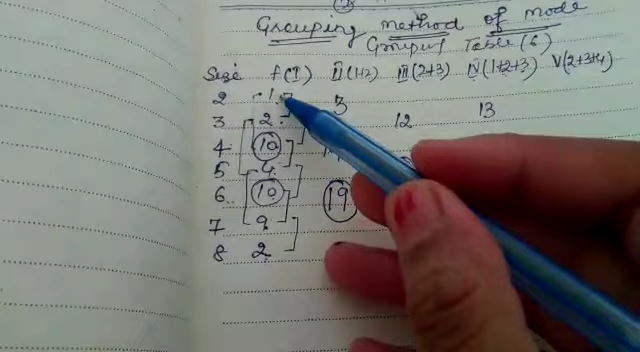 Grouping method of mode
Grouping Table (6)
Size f(I) II(1+2) III(2+3) IV(1+2+3) V(2+3+4)
2 1 3 13
3 2 12
4 10
5 4
6 10 19
7 9
8 2